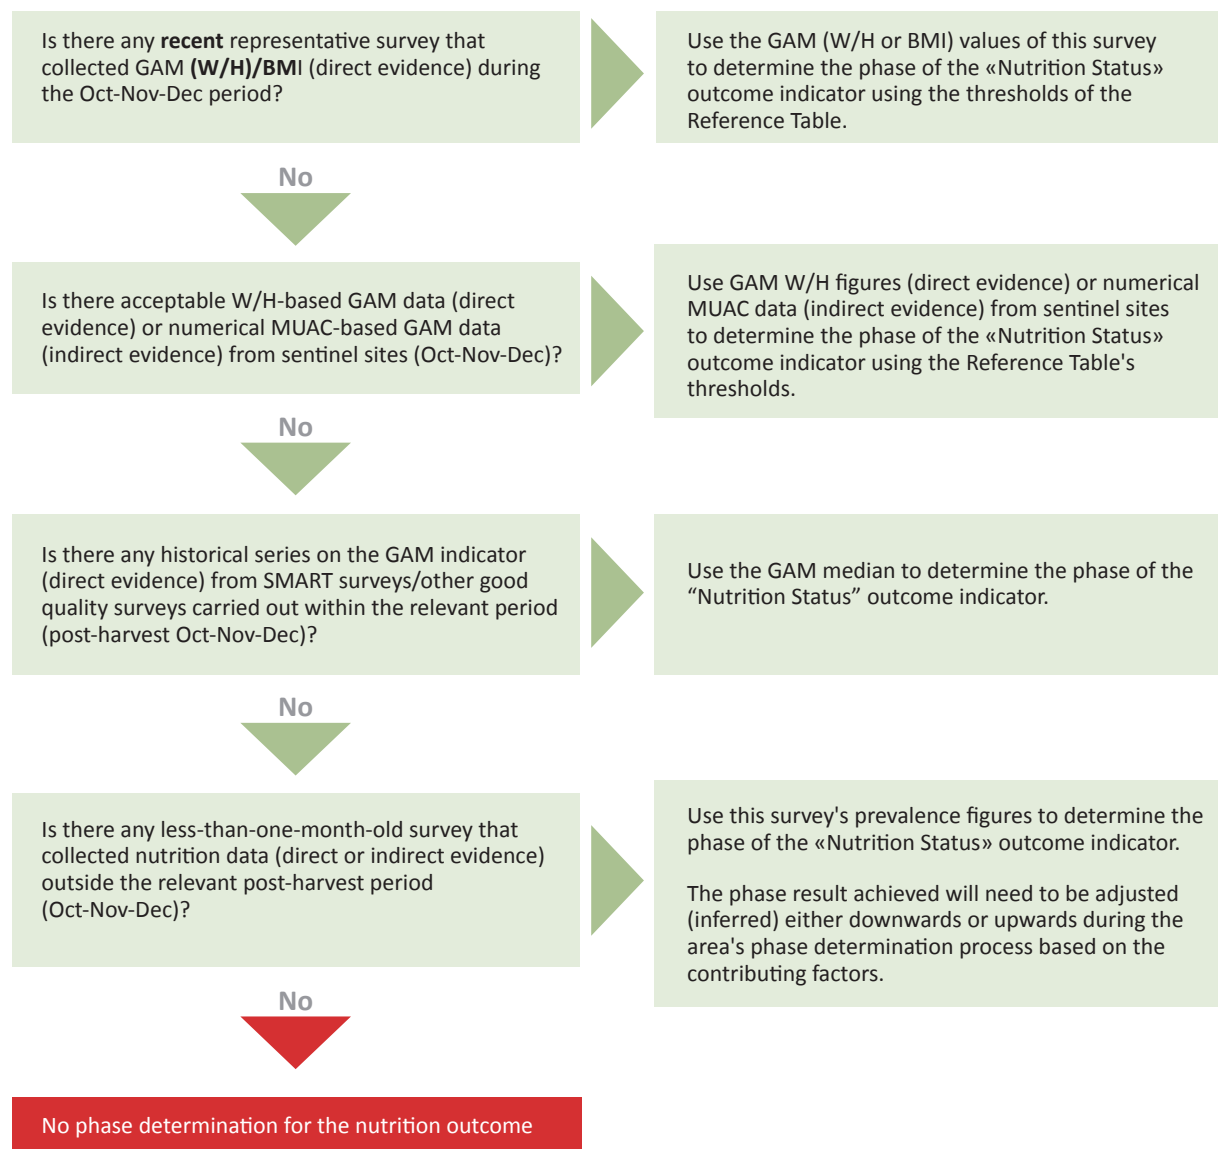 Is there any recent representative survey that
collected GAM (W/H)/BMI (direct evidence) during
the Oct-Nov-Dec period?
Use the GAM (W/H or BMI) values of this survey
to determine the phase of the «Nutrition Status»
outcome indicator using the thresholds of the
Reference Table.
No
Is there acceptable W/H-based GAM data (direct
evidence) or numerical MUAC-based GAM data
(indirect evidence) from sentinel sites (Oct-Nov-Dec)?
Use GAM W/H figures (direct evidence) or numerical
MUAC data (indirect evidence) from sentinel sites
to determine the phase of the «Nutrition Status»
outcome indicator using the Reference Table's
thresholds.
No
Is there any historical series on the GAM indicator
(direct evidence) from SMART surveys/other good
quality surveys carried out within the relevant period
(post-harvest Oct-Nov-Dec)?
Use the GAM median to determine the phase of the
“Nutrition Status” outcome indicator.
No
Is there any less-than-one-month-old survey that
collected nutrition data (direct or indirect evidence)
outside the relevant post-harvest period
(Oct-Nov-Dec)?
Use this survey's prevalence figures to determine the
phase of the «Nutrition Status» outcome indicator.
The phase result achieved will need to be adjusted
(inferred) either downwards or upwards during the
area's phase determination process based on the
contributing factors.
No
No phase determination for the nutrition outcome